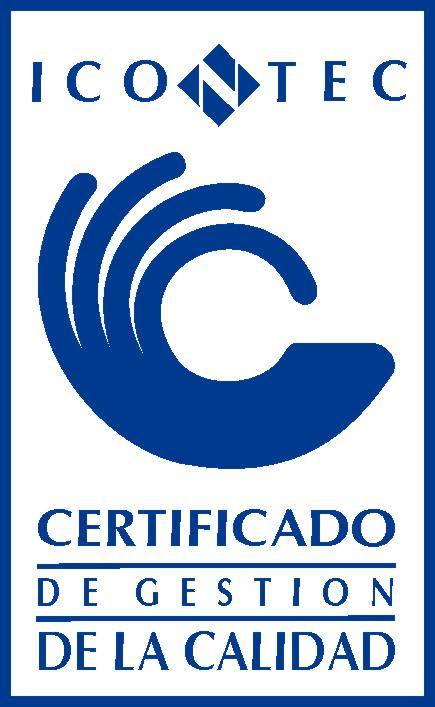 ICONTEC
CERTIFICADO
DE GESTION
DE LA CALIDAD